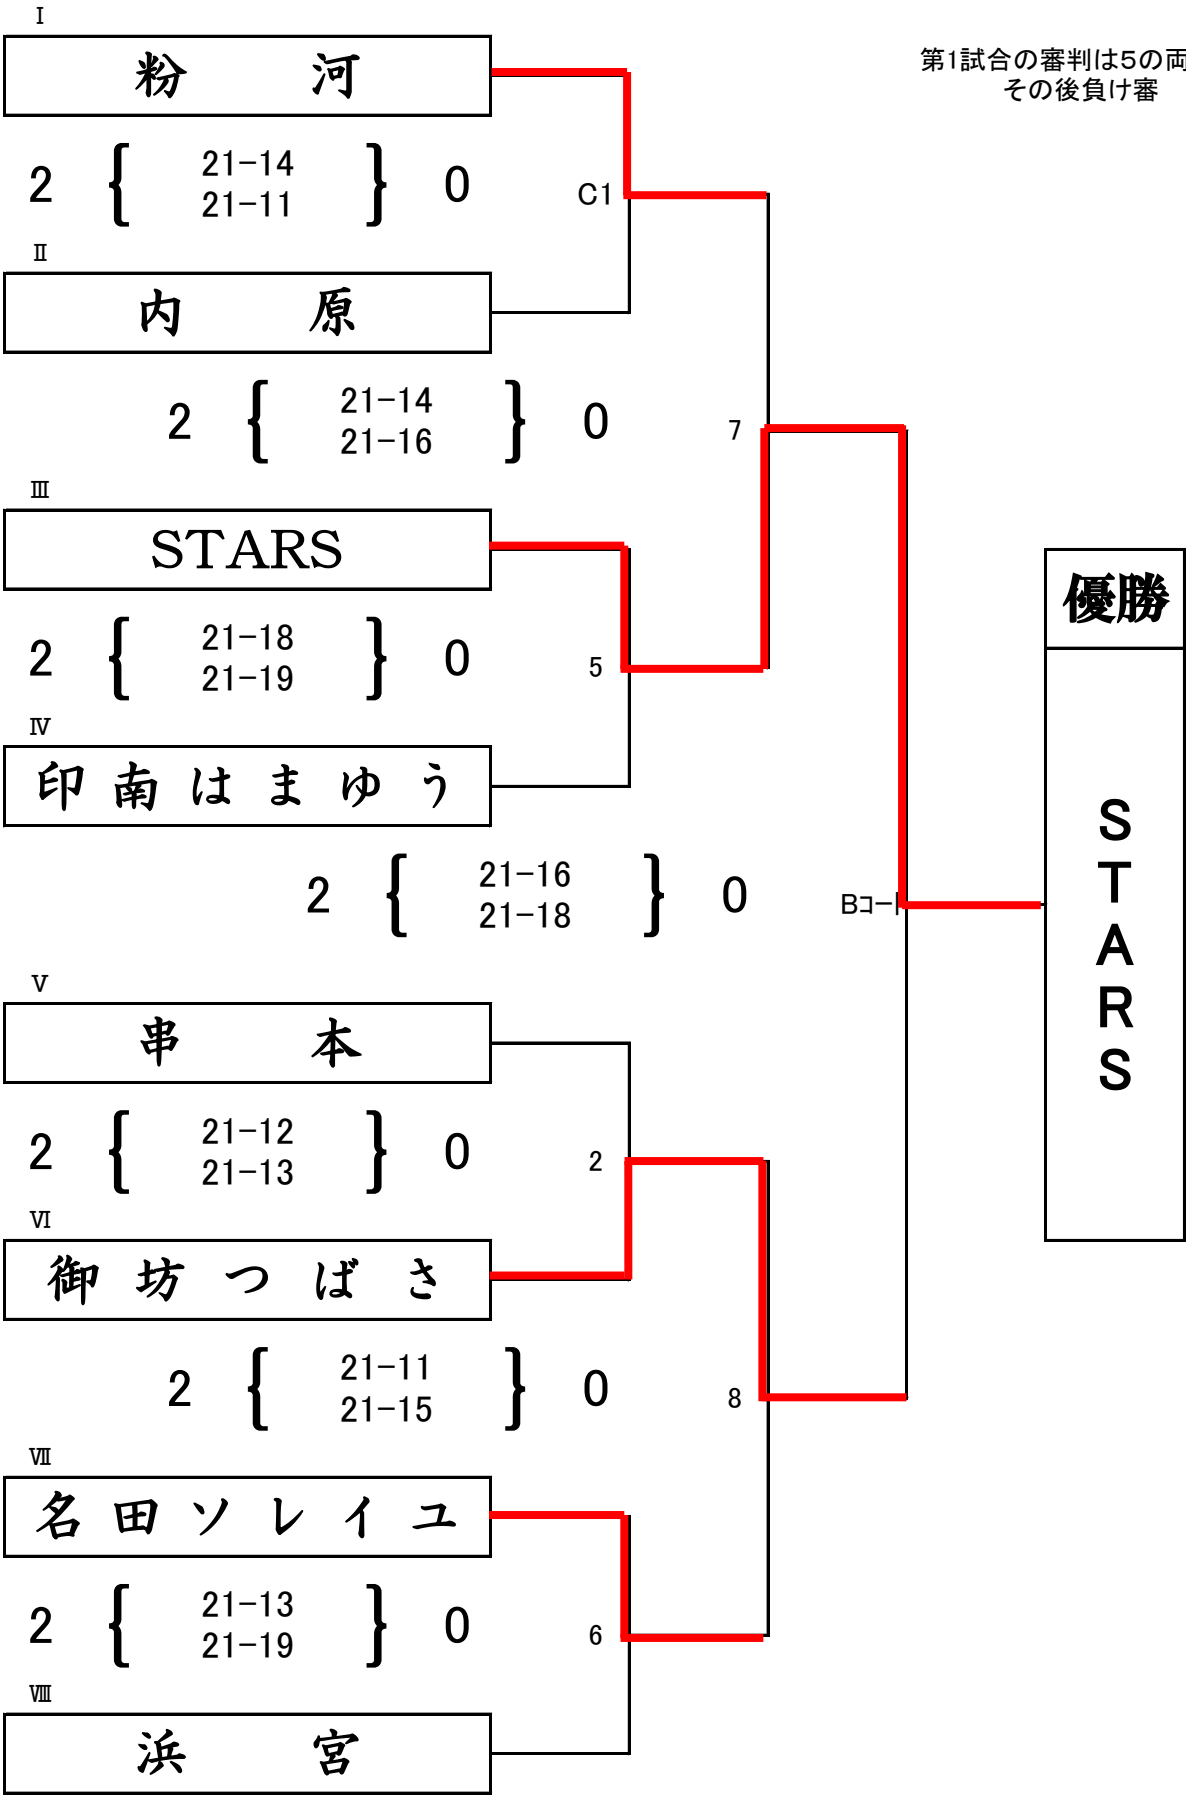 Ⅰ
粉河
第1試合の審判は5の両
その後負け審
2 { 21-14 } 0
21-11
C1
Ⅱ
内原
2 { 21-14 } 0
21-16
7
Ⅲ
STARS
優勝
STARS
2 { 21-18 } 0
21-19
5
Ⅳ
印南はまゆう
2 { 21-16 } 0
21-18
Bコート
Ⅴ
串本
2 { 21-12 } 0
21-13
2
Ⅵ
御坊つばさ
2 { 21-11 } 0
21-15
8
Ⅶ
名田ソレイユ
2 { 21-13 } 0
21-19
6
Ⅷ
浜宮